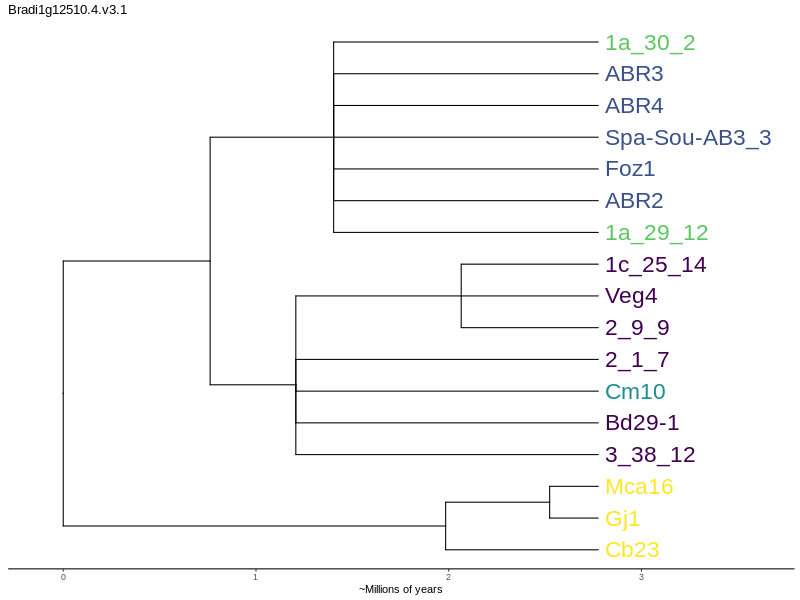 Bradi1g12510.4.v3.1
1a_30_2
ABR3
ABR4
Spa-Sou-AB3_3
Foz1
ABR2
1a_29_12
1c_25_14
Veg4
2_9_9
2_1_7
Cm10
Bd29-1
3_38_12
Mca16
Gj1
Cb23
0 1 2 3
~Millions of years